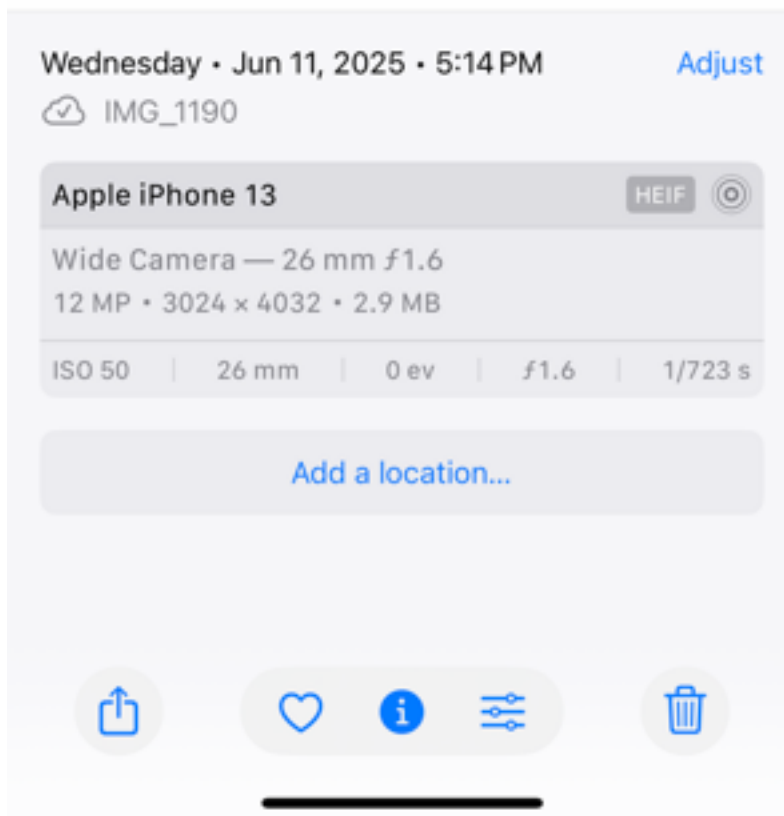 Wednesday • Jun 11, 2025 • 5:14 PM Adjust
IMG_1190
Apple iPhone 13 HEIF
Wide Camera — 26 mm ƒ1.6
12 MP • 3024 × 4032 • 2.9 MB
ISO 50 | 26 mm | 0 ev | ƒ1.6 | 1/723 s
Add a location...